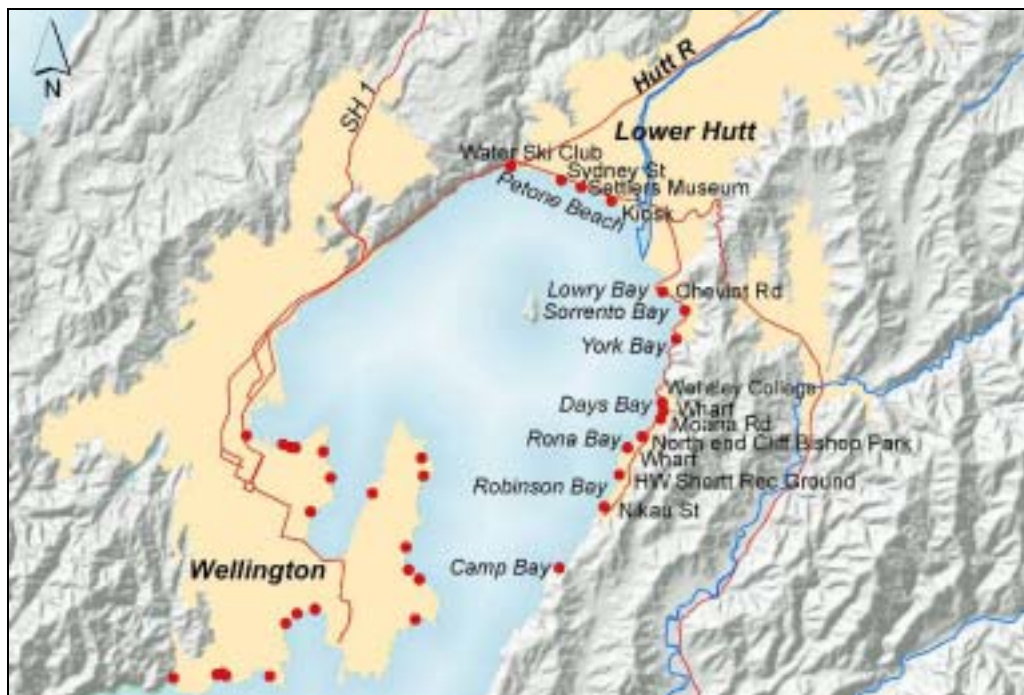 N
SH 1
Hutt R
Lower Hutt
Water Ski Club
Sydney St
Settlers Museum
Petone Beach
Kiosk
Lowry Bay
Cheviot Rd
Sorrento Bay
York Bay
Wellesley College
Days Bay
Wharf
Moana Rd
Rona Bay
North end Cliff Bishop Park
Wharf
Robinson Bay
HW Shortt Rec Ground
Nikau St
Wellington
Camp Bay